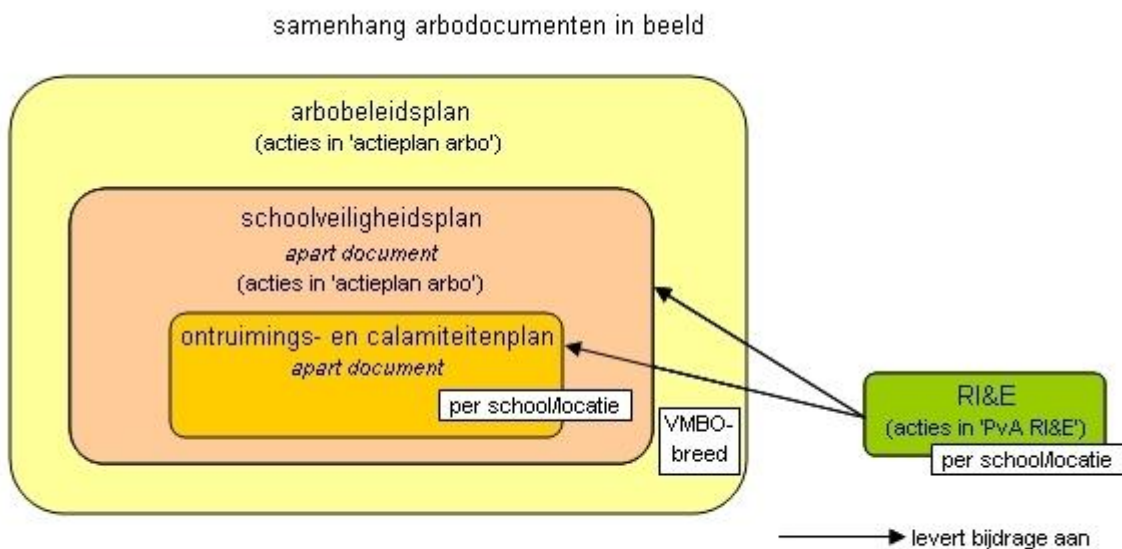 samenhang arbodocumenten in beeld
arbobeleidsplan
(acties in 'actieplan arbo')
schoolveiligheidsplan
apart document
(acties in 'actieplan arbo')
ontruimings- en calamiteitenplan
apart document
per school/locatie
VMBO-
breed
RI&E
(acties in 'PvA RI&E')
per school/locatie
levert bijdrage aan